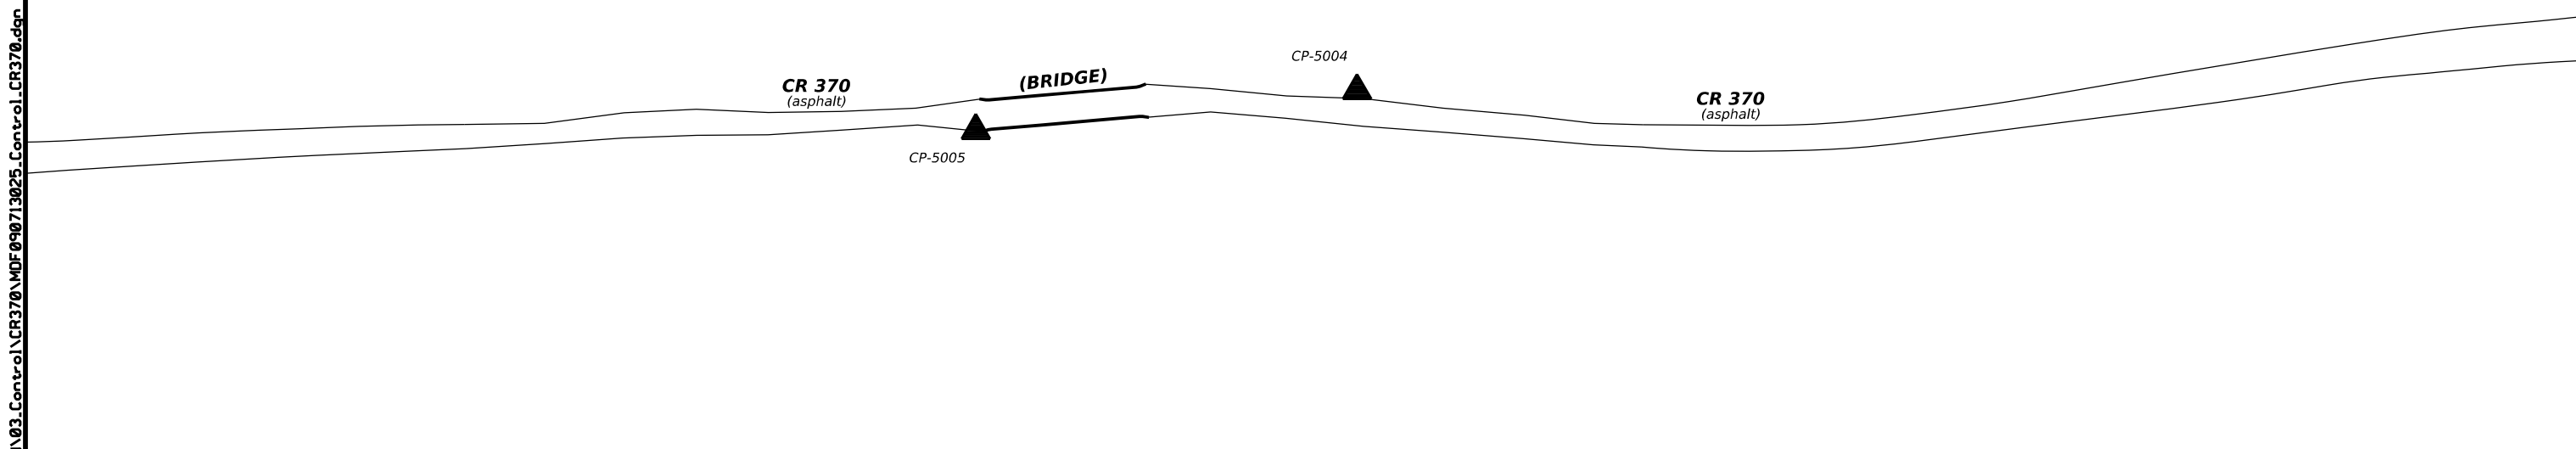 \03.Control\CR370\MDF090713025.Control.CR370.dgn
CP-5004
(BRIDGE)
CR 370
(asphalt)
CR 370
(asphalt)
CP-5005